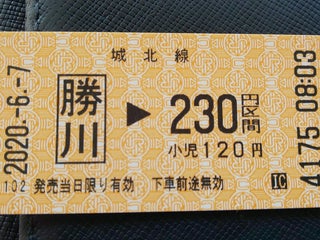 城北線
2020.-6.-7
勝川 ▶ 230円区間
小児120円
4175 08:03
102 発売当日限り有効 下車前途無効 IC